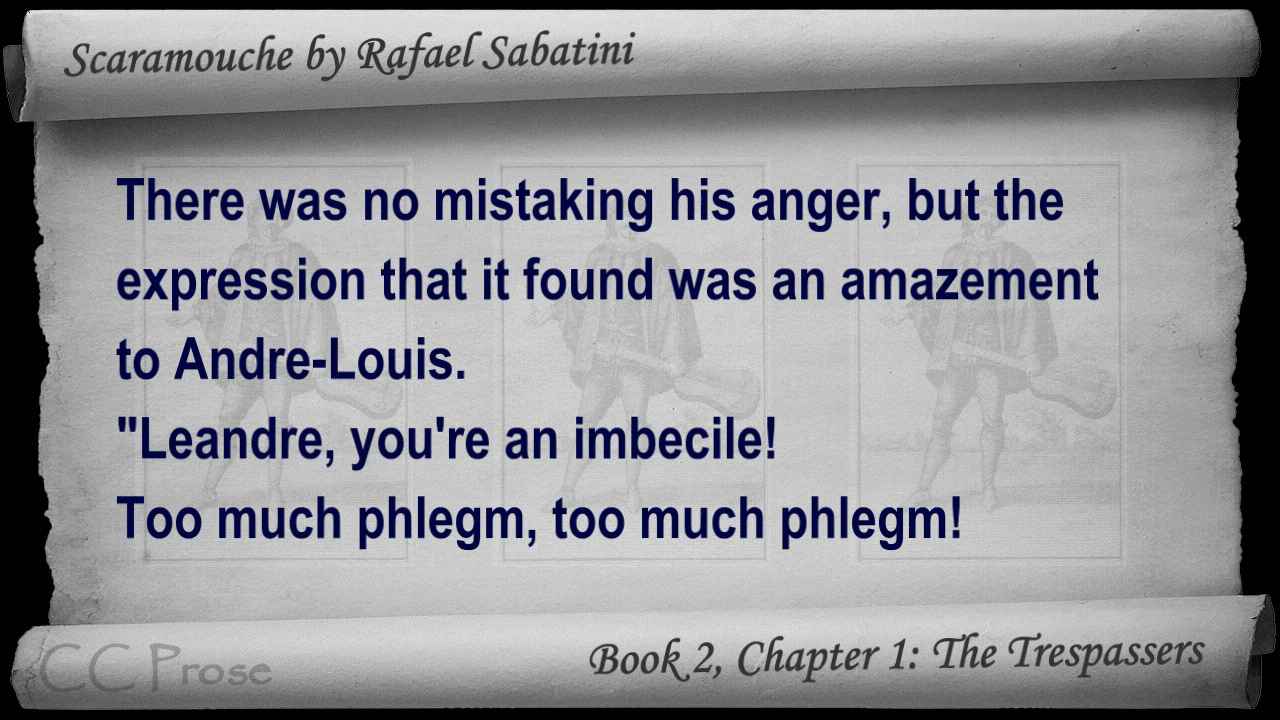 Scaramouche by Rafael Sabatini
There was no mistaking his anger, but the
expression that it found was an amazement
to Andre-Louis.
"Leandre, you're an imbecile!
Too much phlegm, too much phlegm!
CC Prose
Book 2, Chapter 1: The Trespassers